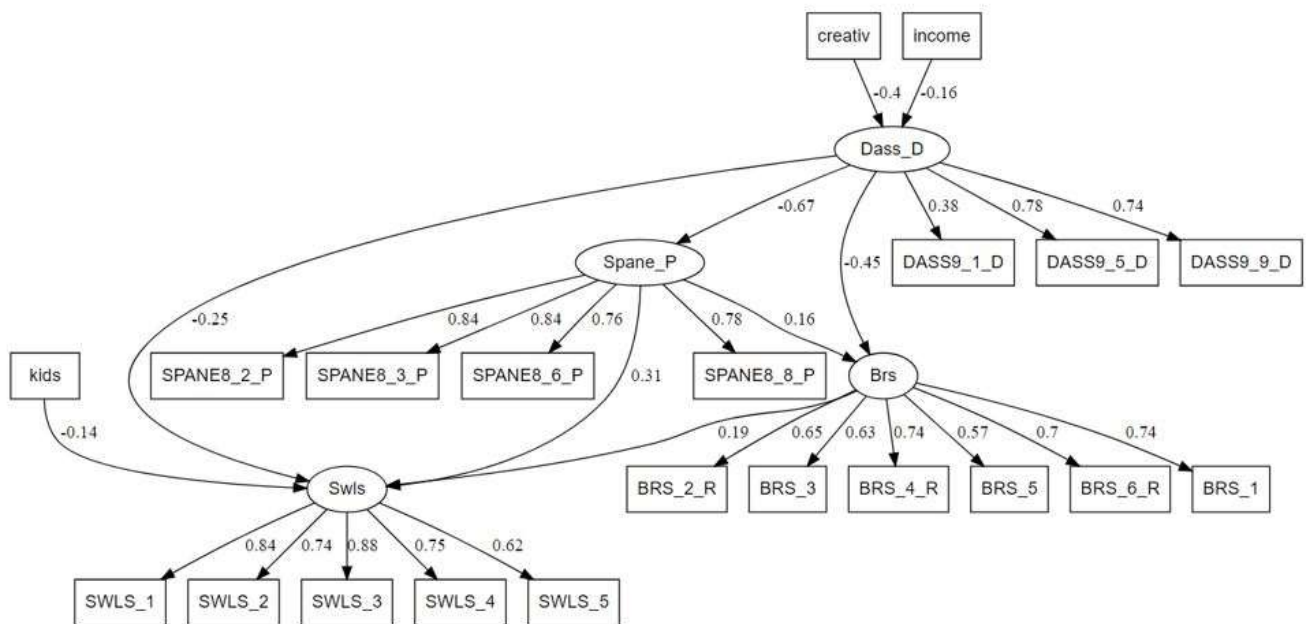 creativ income
-0.4 -0.16
Dass_D
-0.67 0.38 0.78 0.74
Spane_P -0.45 DASS9_1_D DASS9_5_D DASS9_9_D
-0.25 0.84 0.84 0.76 0.78 0.16
kids SPANE8_2_P SPANE8_3_P SPANE8_6_P 0.31 SPANE8_8_P Brs
-0.14 0.19 0.65 0.63 0.74 0.57 0.7 0.74
Swls BRS_2_R BRS_3 BRS_4_R BRS_5 BRS_6_R BRS_1
0.84 0.74 0.88 0.75 0.62
SWLS_1 SWLS_2 SWLS_3 SWLS_4 SWLS_5